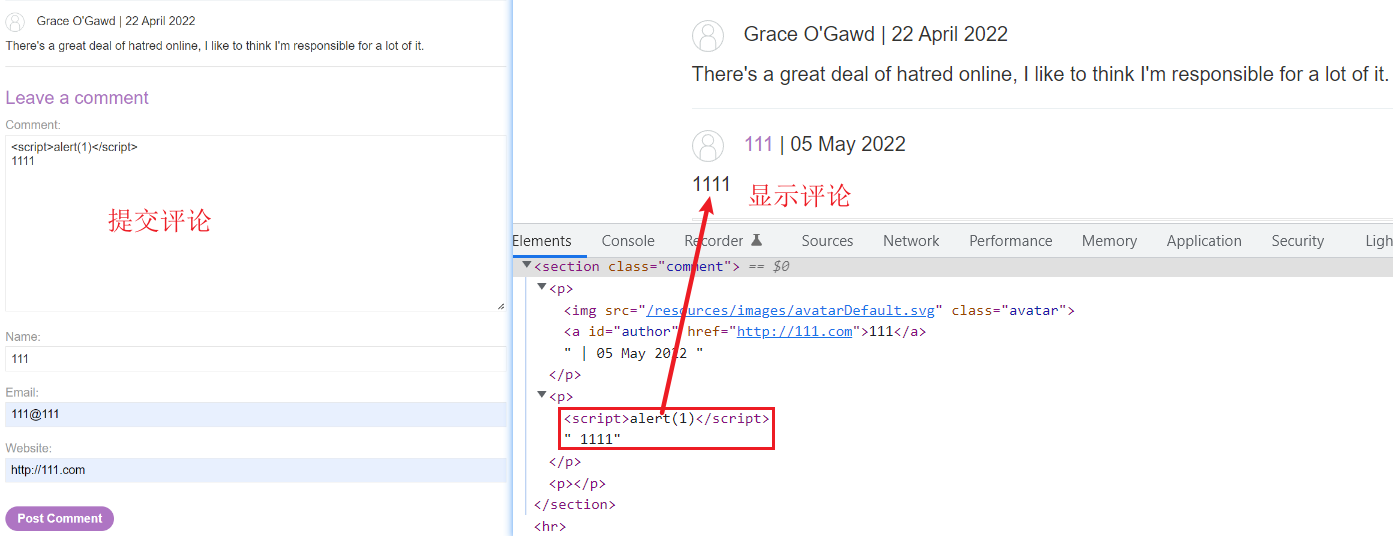 Grace O'Gawd | 22 April 2022
There's a great deal of hatred online, I like to think I'm responsible for a lot of it.
Leave a comment
Comment:
<script>alert(1)</script>
1111
提交评论
Name:
111
Email:
111@111
Website:
http://111.com
Post Comment
Grace O'Gawd | 22 April 2022
There's a great deal of hatred online, I like to think I'm responsible for a lot of it.
111 | 05 May 2022
1111
显示评论
Elements Console Recorder Sources Network Performance Memory Application Security Ligh
<section class="comment"> == $0
<p>
<img src="/resources/images/avatarDefault.svg" class="avatar">
<a id="author" href="http://111.com">111</a>
" | 05 May 2022 "
</p>
<p>
<script>alert(1)</script>
" 1111"
</p>
<p></p>
</section>
<hr>